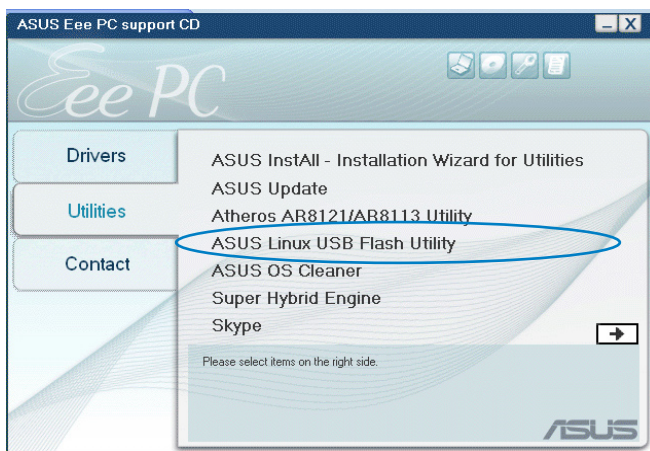 ASUS Eee PC support CD
Eee PC
Drivers
Utilities
Contact
ASUS InstAll - Installation Wizard for Utilities
ASUS Update
Atheros AR8121/AR8113 Utility
ASUS Linux USB Flash Utility
ASUS OS Cleaner
Super Hybrid Engine
Skype
Please select items on the right side.
ASUS